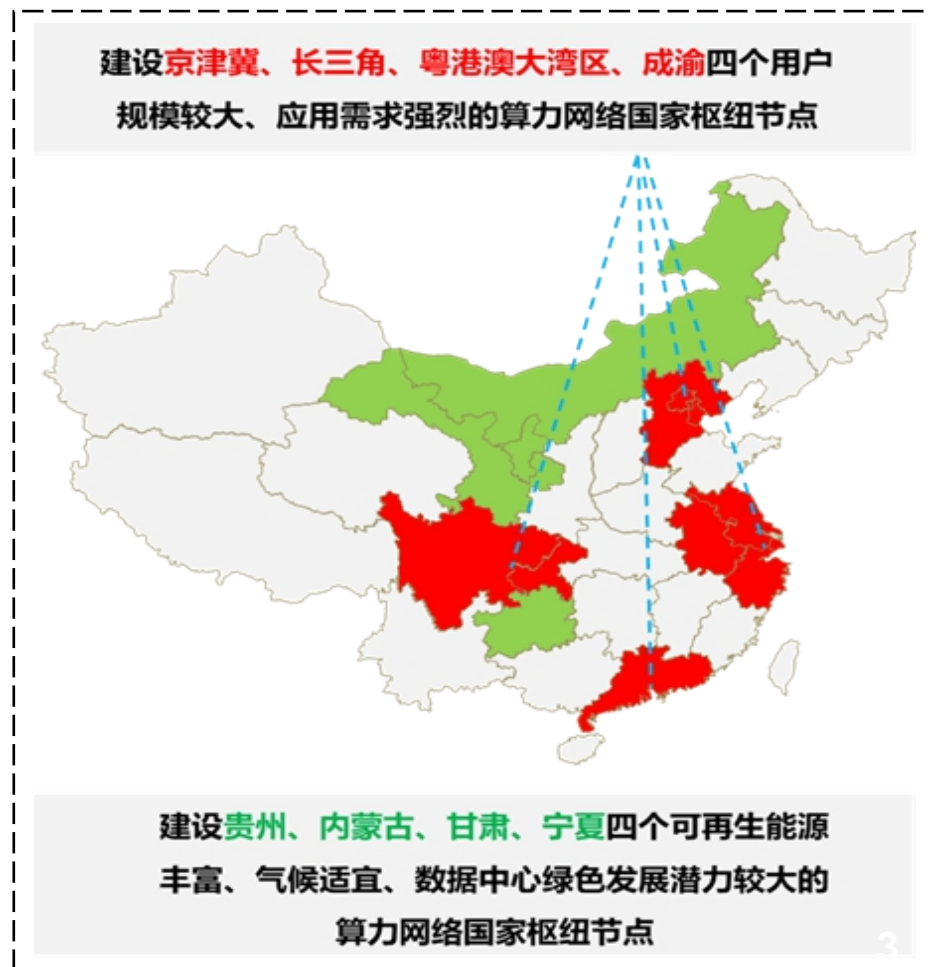 建设京津冀、长三角、粤港澳大湾区、成渝四个用户
规模较大、应用需求强烈的算力网络国家枢纽节点
建设贵州、内蒙古、甘肃、宁夏四个可再生能源
丰富、气候适宜、数据中心绿色发展潜力较大的
算力网络国家枢纽节点
3